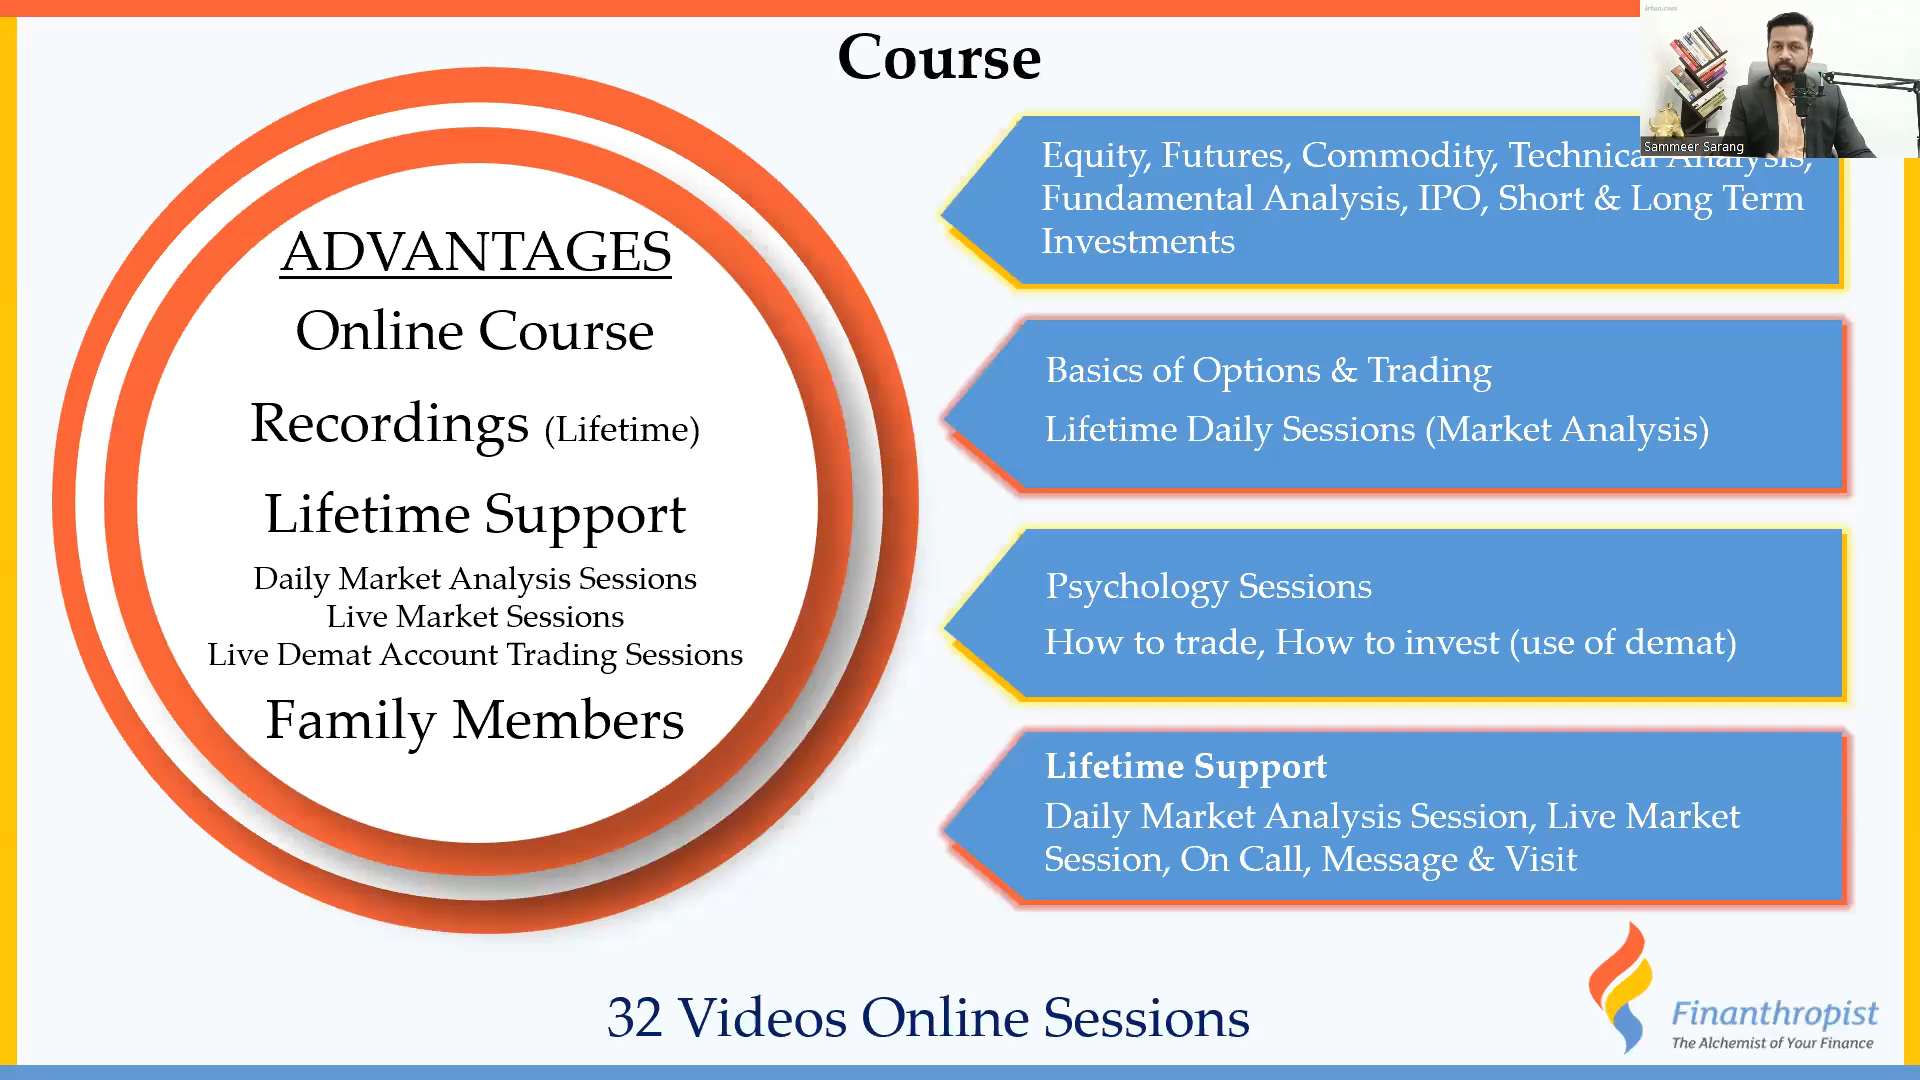 Course
ADVANTAGES
Online Course
Recordings (Lifetime)
Lifetime Support
Daily Market Analysis Sessions
Live Market Sessions
Live Demat Account Trading Sessions
Family Members
Equity, Futures, Commodity, Technical Analysis,
Fundamental Analysis, IPO, Short & Long Term
Investments
Basics of Options & Trading
Lifetime Daily Sessions (Market Analysis)
Psychology Sessions
How to trade, How to invest (use of demat)
Lifetime Support
Daily Market Analysis Session, Live Market
Session, On Call, Message & Visit
32 Videos Online Sessions
Finanthropist
The Alchemist of Your Finance
Sammeer Sarang